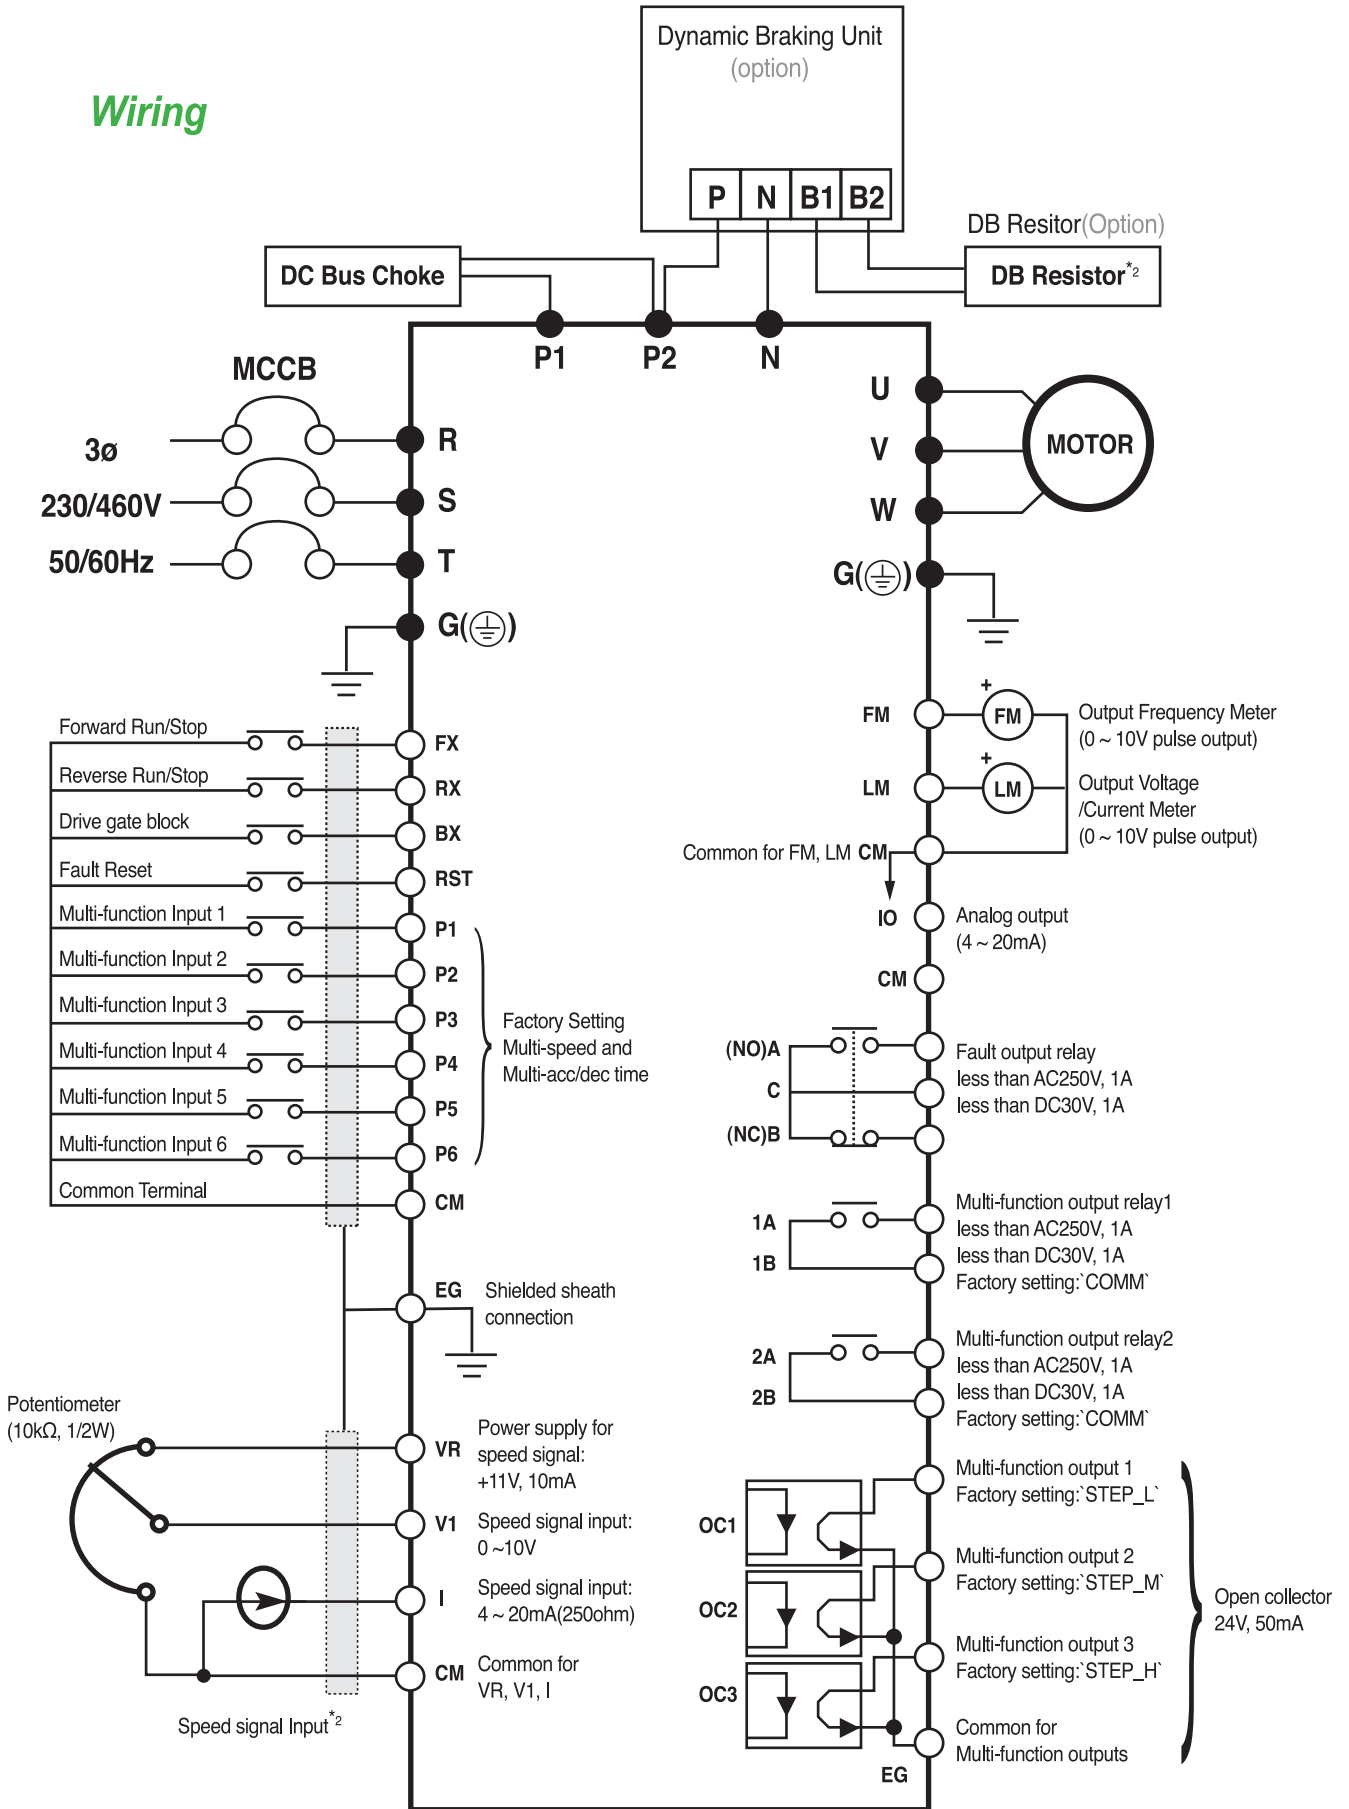 Wiring
Dynamic Braking Unit
(option)
P N B1 B2
DB Resitor(Option)
DC Bus Choke
DB Resistor*2
P1 P2 N
MCCB
3ø
230/460V
50/60Hz
R
S
T
G( )
U
V
W
G( )
MOTOR
Forward Run/Stop
FX
Reverse Run/Stop
RX
Drive gate block
BX
Fault Reset
RST
Multi-function Input 1
P1
Multi-function Input 2
P2
Multi-function Input 3
P3
Multi-function Input 4
P4
Multi-function Input 5
P5
Multi-function Input 6
P6
Common Terminal
CM
Factory Setting
Multi-speed and
Multi-acc/dec time
EG
Shielded sheath
connection
Potentiometer
(10kΩ, 1/2W)
VR
Power supply for
speed signal:
+11V, 10mA
V1
Speed signal input:
0 ~10V
I
Speed signal input:
4 ~ 20mA(250ohm)
CM
Common for
VR, V1, I
Speed signal Input*2
FM
+
FM
Output Frequency Meter
(0 ~ 10V pulse output)
LM
+
LM
Output Voltage
/Current Meter
(0 ~ 10V pulse output)
Common for FM, LM CM
IO
Analog output
(4 ~ 20mA)
CM
(NO)A
C
(NC)B
Fault output relay
less than AC250V, 1A
less than DC30V, 1A
1A
1B
Multi-function output relay1
less than AC250V, 1A
less than DC30V, 1A
Factory setting:`COMM`
2A
2B
Multi-function output relay2
less than AC250V, 1A
less than DC30V, 1A
Factory setting:`COMM`
OC1
Multi-function output 1
Factory setting:`STEP_L`
OC2
Multi-function output 2
Factory setting:`STEP_M`
OC3
Multi-function output 3
Factory setting:`STEP_H`
Common for
Multi-function outputs
EG
Open collector
24V, 50mA